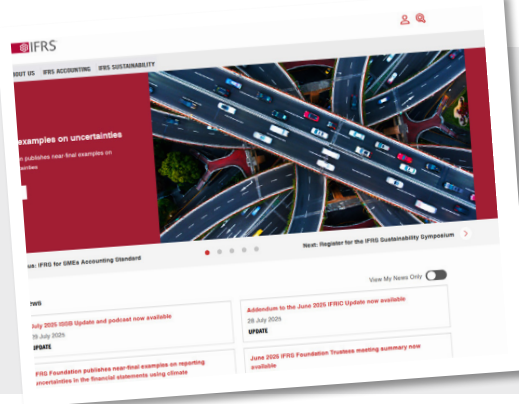 IFRS
OUT US IFRS ACCOUNTING IFRS SUSTAINABILITY
examples on uncertainties
publishes near-final examples on
us: IFRS for SMEs Accounting Standard
Next: Register for the IFRS Sustainability Symposium
View My News Only
ews
July 2025 ISSB Update and podcast now available
July 2025
UPDATE
Addendum to the June 2025 IFRIC Update now available
28 July 2025
UPDATE
FRS Foundation publishes near-final examples on reporting
uncertainties in the financial statements using climate
June 2025 IFRS Foundation Trustees meeting summary now
available